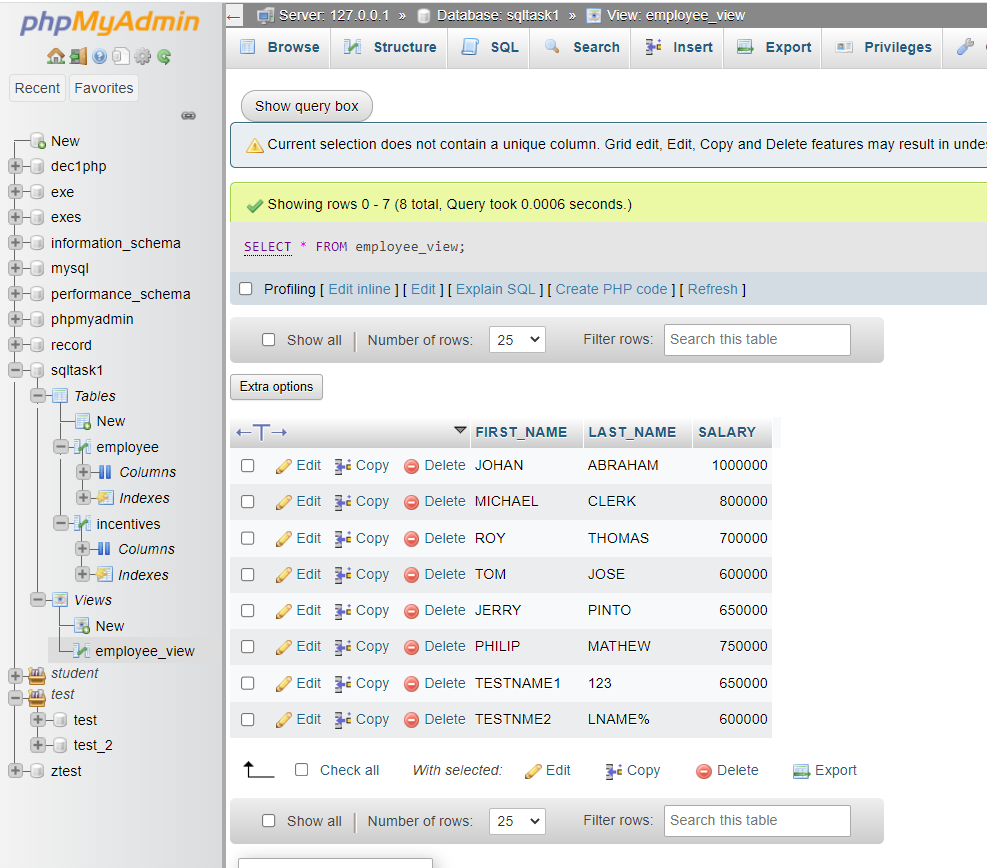 phpMyAdmin
Recent Favorites
New
dec1php
exe
exes
information_schema
mysql
performance_schema
phpmyadmin
record
sqltask1
Tables
New
employee
Columns
Indexes
incentives
Columns
Indexes
Views
New
employee_view
student
test
test
test_2
ztest
Server: 127.0.0.1 » Database: sqltask1 » View: employee_view
Browse Structure SQL Search Insert Export Privileges
Show query box
Current selection does not contain a unique column. Grid edit, Edit, Copy and Delete features may result in
Showing rows 0 - 7 (8 total, Query took 0.0006 seconds.)
SELECT * FROM employee_view;
Profiling [ Edit inline ] [ Edit ] [ Explain SQL ] [ Create PHP code ] [ Refresh ]
Show all Number of rows: 25 Filter rows: Search this table
Extra options
FIRST_NAME LAST_NAME SALARY
Edit Copy Delete JOHAN ABRAHAM 1000000
Edit Copy Delete MICHAEL CLERK 800000
Edit Copy Delete ROY THOMAS 700000
Edit Copy Delete TOM JOSE 600000
Edit Copy Delete JERRY PINTO 650000
Edit Copy Delete PHILIP MATHEW 750000
Edit Copy Delete TESTNAME1 123 650000
Edit Copy Delete TESTNME2 LNAME% 600000
Check all With selected: Edit Copy Delete Export
Show all Number of rows: 25 Filter rows: Search this table